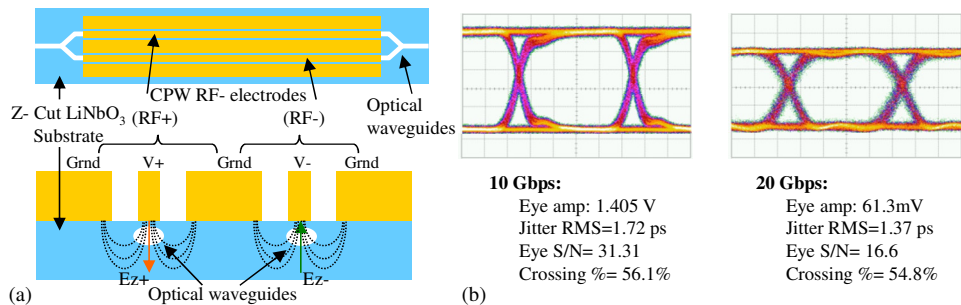 CPW RF- electrodes
Z- Cut LiNbO3
Substrate
(RF+)
(RF-)
Optical
waveguides
Grnd
V+
Grnd
V-
Grnd
Ez+
Optical waveguides
Ez-
(a)
10 Gbps:
Eye amp: 1.405 V
Jitter RMS=1.72 ps
Eye S/N= 31.31
Crossing %= 56.1%
(b)
20 Gbps:
Eye amp: 61.3mV
Jitter RMS=1.37 ps
Eye S/N= 16.6
Crossing %= 54.8%